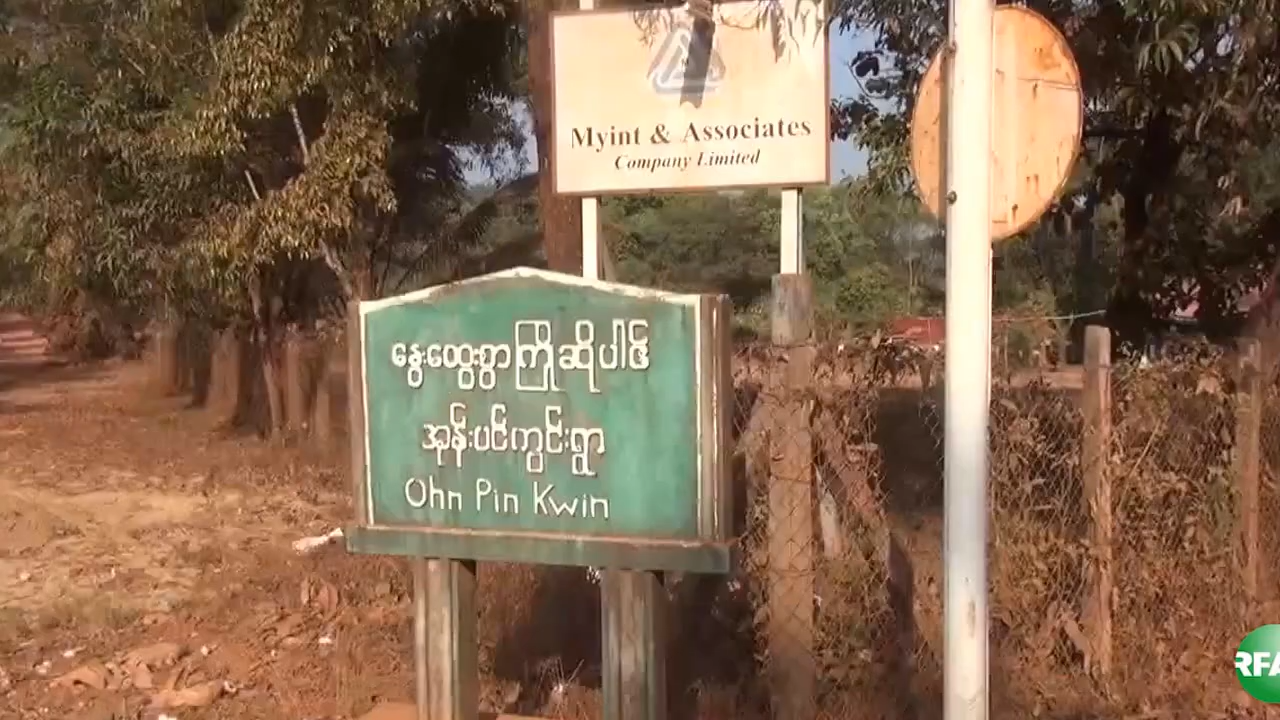 Myint & Associates
Company Limited
နွေးထွေးစွာကြိုဆိုပါ၏
အုန်းပင်ကွင်းရွာ
Ohn Pin Kwin
RFA